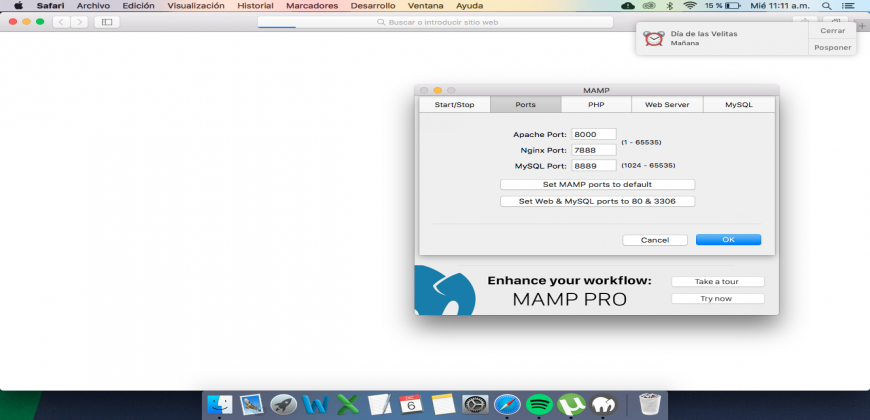 Safari Archivo Edición Visualización Historial Marcadores Desarrollo Ventana Ayuda 15 % Mié 11:11 a.m.
Buscar o introducir sitio web
Día de las Velitas
Mañana
Cerrar
Posponer
MAMP
Start/Stop Ports PHP Web Server MySQL
Apache Port: 8000
Nginx Port: 7888
(1 - 65535)
MySQL Port: 8889 (1024 - 65535)
Set MAMP ports to default
Set Web & MySQL ports to 80 & 3306
Cancel OK
Enhance your workflow:
MAMP PRO
Take a tour
Try now
6